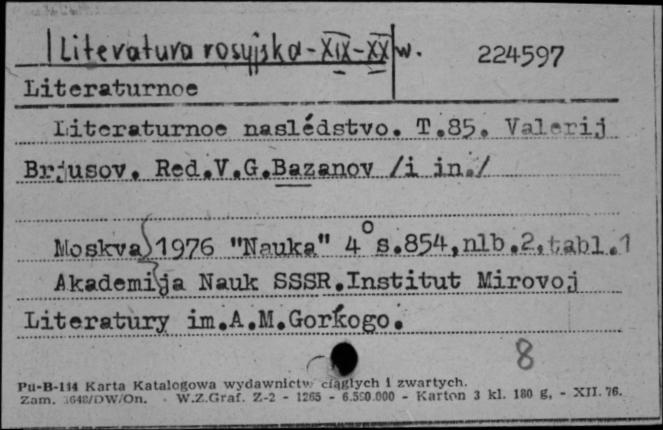 Literatura rosyjska-XIX-XX w. 224597
Literaturnoe
Literaturnoe naslédstvo. T.85. Valerij
Brjusov. Red.V.G.Bazanov /i in./
Moskva 1976 "Nauka" 4° s.854,nlb.2,tabl.1
Akademija Nauk SSSR.Institut Mirovoj
Literatury im.A.M.Gorkogo.
8
Pu-B-114 Karta Katalogowa wydawnictw ciągłych i zwartych.
Zam. 1648/DW/On. W.Z.Graf. Z-2 - 1265 - 6.500.000 - Karton 3 kl. 180 g, - XII. 76.